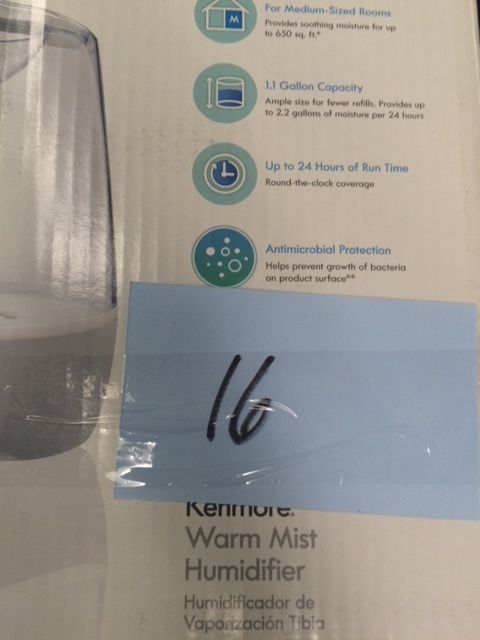 For Medium-Sized Rooms
M
Provides soothing moisture for up
to 650 sq. ft.*
1.1 Gallon Capacity
Ample size for fewer refills. Provides up
to 2.2 gallons of moisture per 24 hours
Up to 24 Hours of Run Time
Round-the-clock coverage
Antimicrobial Protection
Helps prevent growth of bacteria
on product surface**
16
Kenmore®
Warm Mist
Humidifier
Humidificador de
Vaporización Tibia